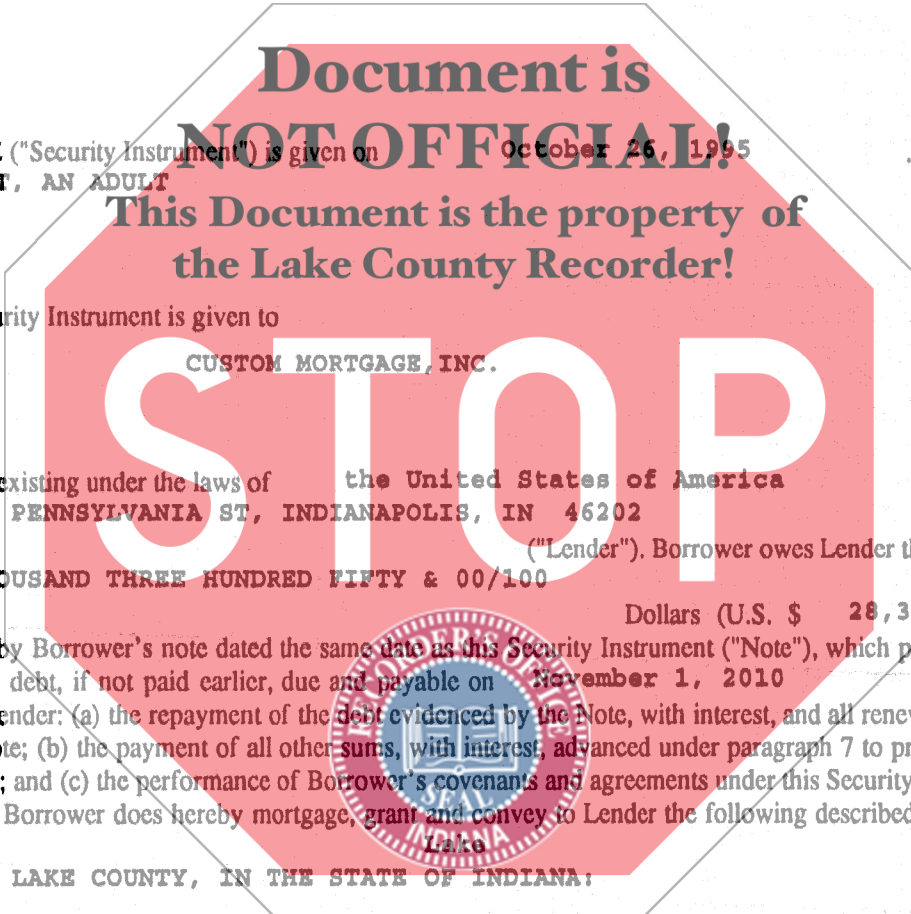 Document is
NOT OFFICIAL!
("Security Instrument") is given on October 26, 1995
AN ADULT
This Document is the property of
the Lake County Recorder!
Instrument is given to
CUSTOM MORTGAGE, INC.
STOP
existing under the laws of the United States of America
PENNSYLVANIA ST, INDIANAPOLIS, IN 46202
("Lender"). Borrower owes Lender
THREE HUNDRED FIFTY & 00/100
Dollars (U.S. $ 28,3
by Borrower's note dated the same date as this Security Instrument ("Note"), which
debt, if not paid earlier, due and payable on November 1, 2010
(a) the repayment of the debt evidenced by the Note, with interest, and all
(b) the payment of all other sums, with interest, advanced under paragraph 7 to
; and (c) the performance of Borrower's covenants and agreements under this Security
Borrower does hereby mortgage, grant and convey to Lender the following described
Lake
LAKE COUNTY, IN THE STATE OF INDIANA:
RECORDER'S OFFICE
SEAL
INDIANA